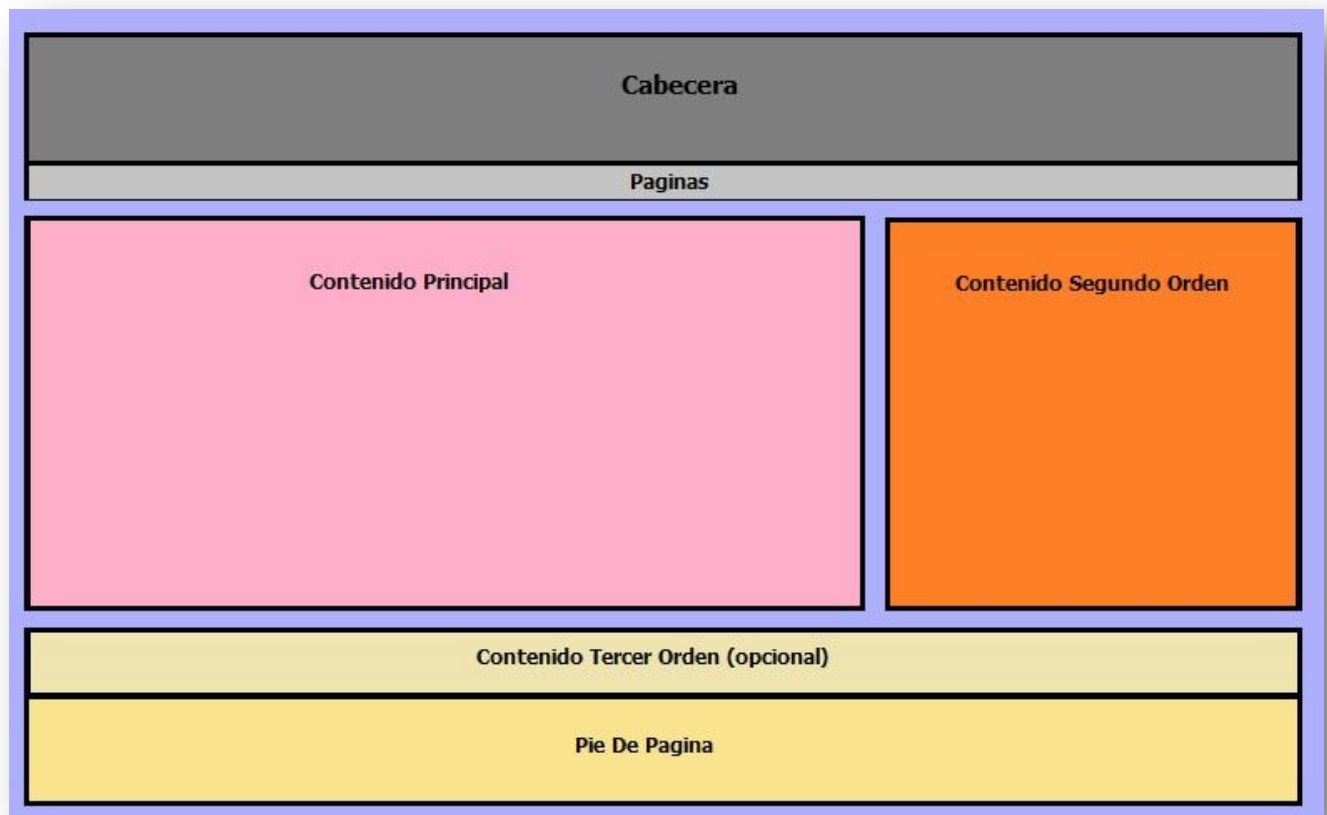 Cabecera
Paginas
Contenido Principal
Contenido Segundo Orden
Contenido Tercer Orden (opcional)
Pie De Pagina